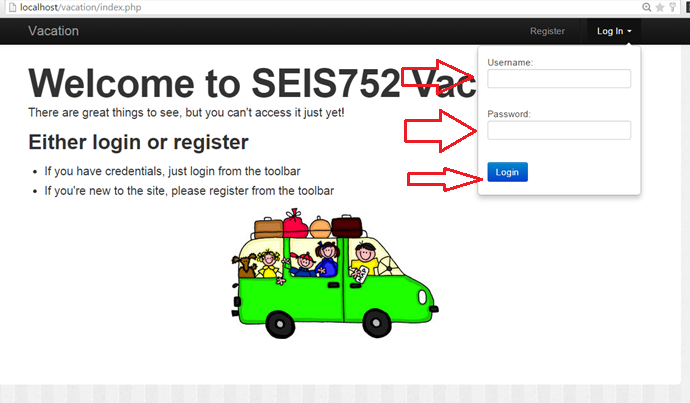 localhost/vacation/index.php
Vacation
Register
Log In
Welcome to SEIS752 Vac
There are great things to see, but you can't access it just yet!
Either login or register
If you have credentials, just login from the toolbar
If you're new to the site, please register from the toolbar
Username:
Password:
Login